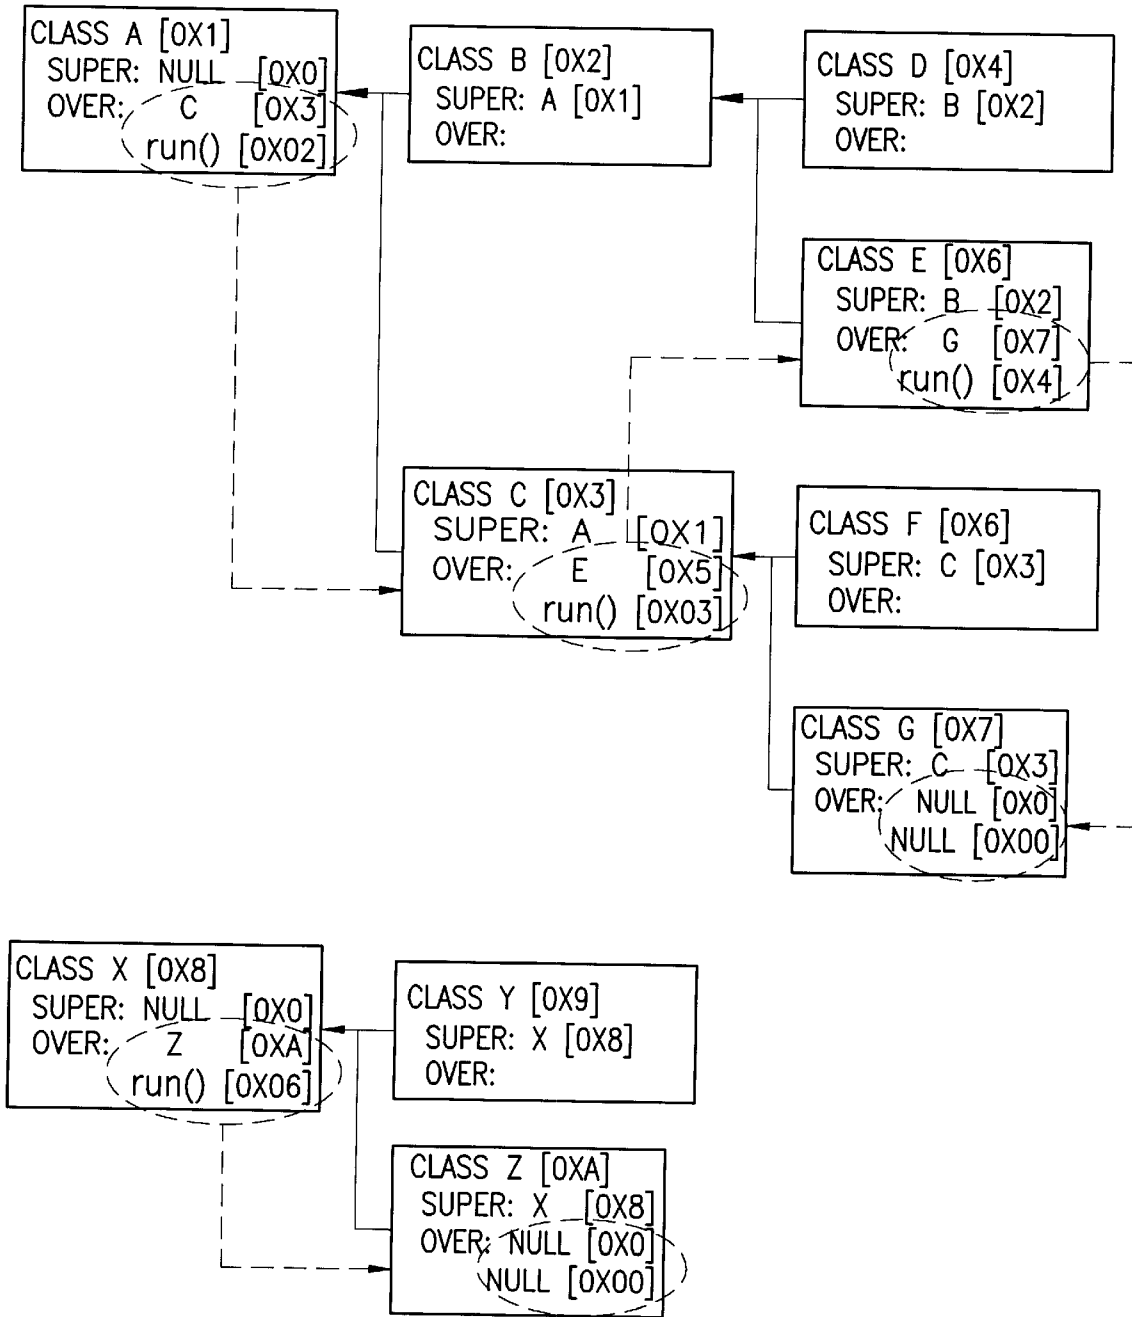 CLASS A [0X1]
SUPER: NULL [0X0]
OVER: C [0X3]
run() [0X02]
CLASS B [0X2]
SUPER: A [0X1]
OVER:
CLASS D [0X4]
SUPER: B [0X2]
OVER:
CLASS E [0X6]
SUPER: B [0X2]
OVER: G [0X7]
run() [0X4]
CLASS C [0X3]
SUPER: A [0X1]
OVER: E [0X5]
run() [0X03]
CLASS F [0X6]
SUPER: C [0X3]
OVER:
CLASS G [0X7]
SUPER: C [0X3]
OVER: NULL [0X0]
NULL [0X00]
CLASS X [0X8]
SUPER: NULL [0X0]
OVER: Z [0XA]
run() [0X06]
CLASS Y [0X9]
SUPER: X [0X8]
OVER:
CLASS Z [0XA]
SUPER: X [0X8]
OVER: NULL [0X0]
NULL [0X00]